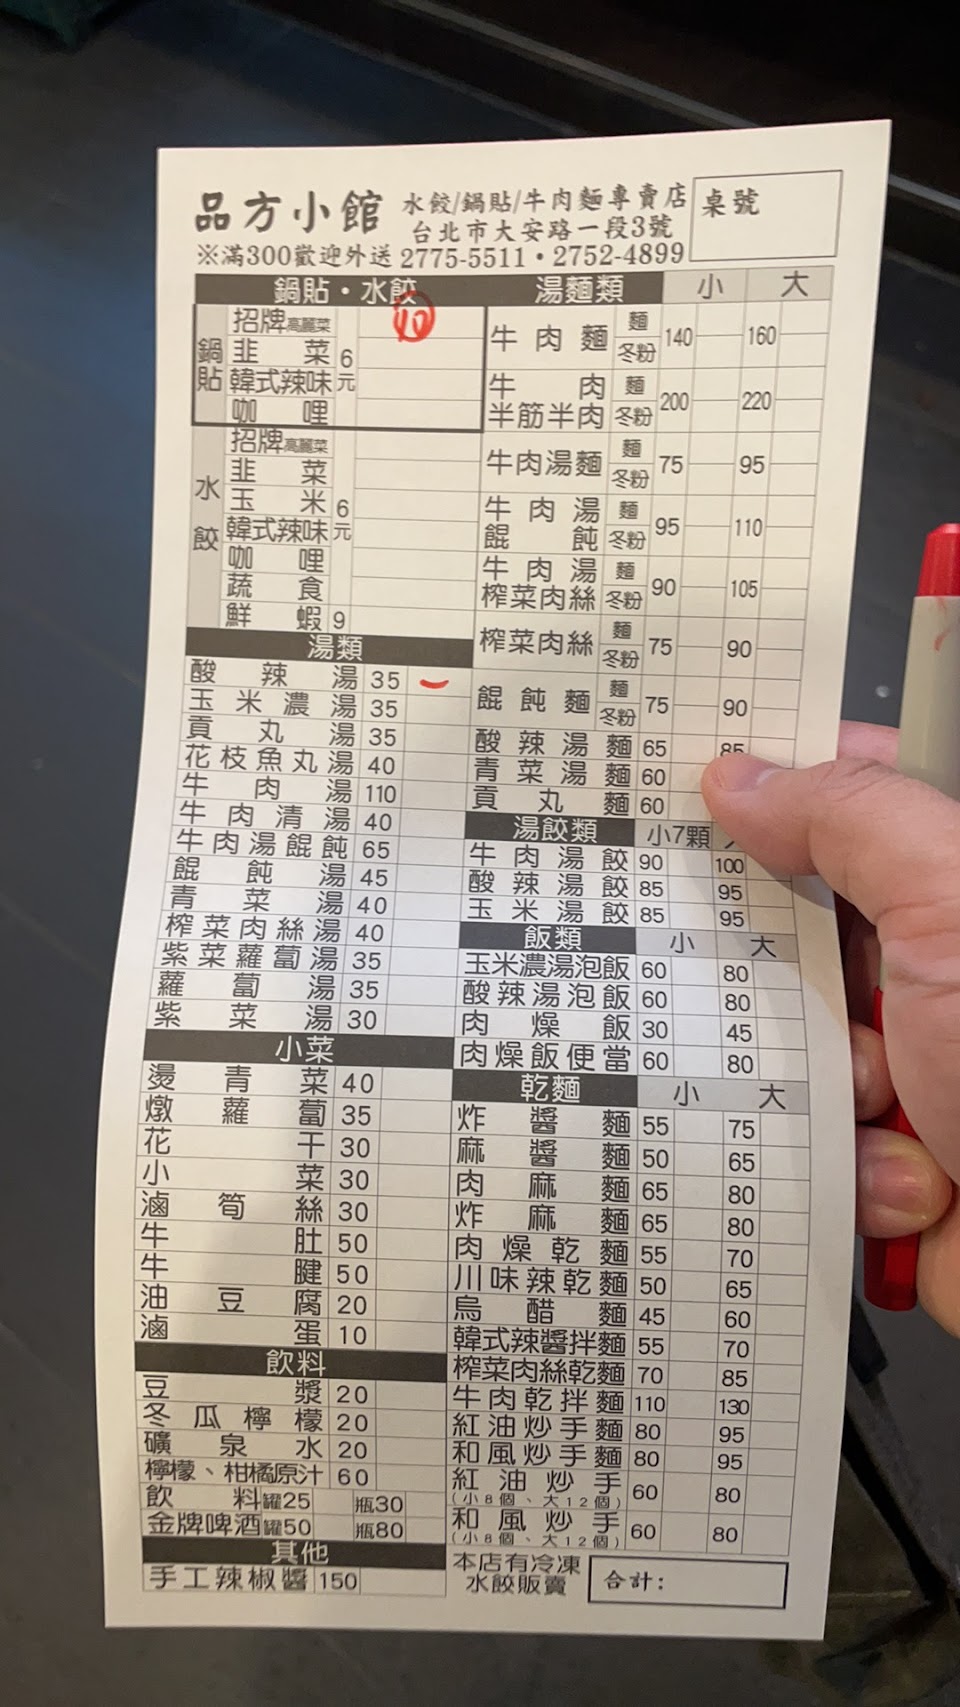 品方小館
水餃/鍋貼/牛肉麵專賣店
台北市大安路一段3號
※滿300歡迎外送 2775-5511・2752-4899
桌號
鍋貼・水餃
鍋貼
招牌高麗菜
10
韭菜
韓式辣味
咖哩
6元
水餃
招牌高麗菜
韭菜
玉米
韓式辣味
咖哩
蔬食
6元
鮮蝦 9
湯類
酸辣湯 35 一
玉米濃湯 35
貢丸湯 35
花枝魚丸湯 40
牛肉湯 110
牛肉清湯 40
牛肉湯餛飩 65
餛飩湯 45
青菜湯 40
榨菜肉絲湯 40
紫菜蘿蔔湯 35
蘿蔔湯 35
紫菜湯 30
小菜
燙青菜 40
燉蘿蔔 35
花干 30
小菜 30
滷筍絲 30
牛肚 50
牛腱 50
油豆腐 20
滷蛋 10
飲料
豆漿 20
冬瓜檸檬 20
礦泉水 20
檸檬、柑橘原汁 60
飲料罐25 瓶30
金牌啤酒罐50 瓶80
其他
手工辣椒醬 150
湯麵類 小 大
牛肉麵 麵 冬粉 140 160
牛肉半筋半肉 麵 冬粉 200 220
牛肉湯麵 麵 冬粉 75 95
牛肉湯餛飩 麵 冬粉 95 110
牛肉湯榨菜肉絲 麵 冬粉 90 105
榨菜肉絲 麵 冬粉 75 90
餛飩麵 麵 冬粉 75 90
酸辣湯麵 65 85
青菜湯麵 60
貢丸麵 60
湯餃類 小7顆
牛肉湯餃 90 100
酸辣湯餃 85 95
玉米湯餃 85 95
飯類 小 大
玉米濃湯泡飯 60 80
酸辣湯泡飯 60 80
肉燥飯 30 45
肉燥飯便當 60 80
乾麵 小 大
炸醬麵 55 75
麻醬麵 50 65
肉麻麵 65 80
炸麻麵 65 80
肉燥乾麵 55 70
川味辣乾麵 50 65
烏醋麵 45 60
韓式辣醬拌麵 55 70
榨菜肉絲乾麵 70 85
牛肉乾拌麵 110 130
紅油炒手麵 80 95
和風炒手麵 80 95
紅油炒手 60 80
(小8個、大12個)
和風炒手 60 80
(小8個、大12個)
本店有冷凍
水餃販賣
合計: